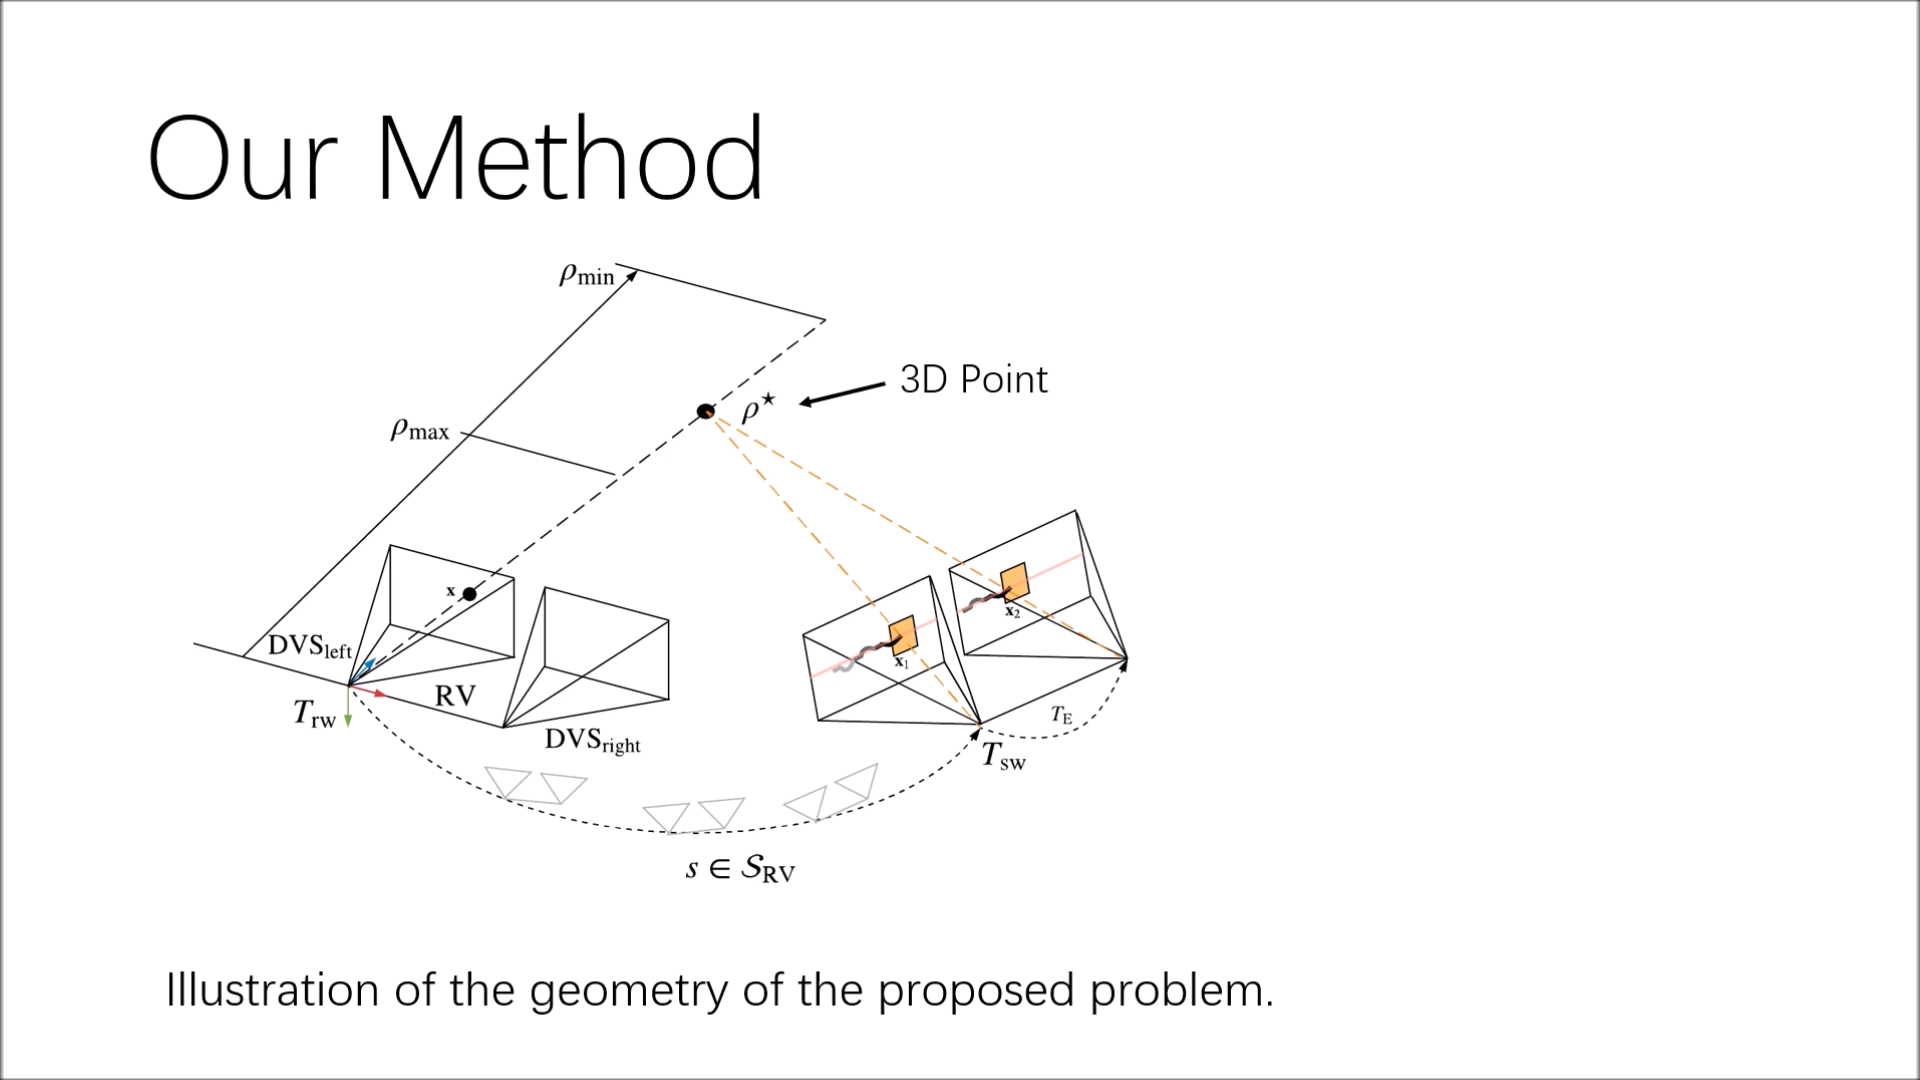 Our Method
ρmin
3D Point
ρ★
ρmax
x
x2
DVSleft
x1
RV
Trw
TE
DVSright
Tsw
s ∈ SRV
Illustration of the geometry of the proposed problem.